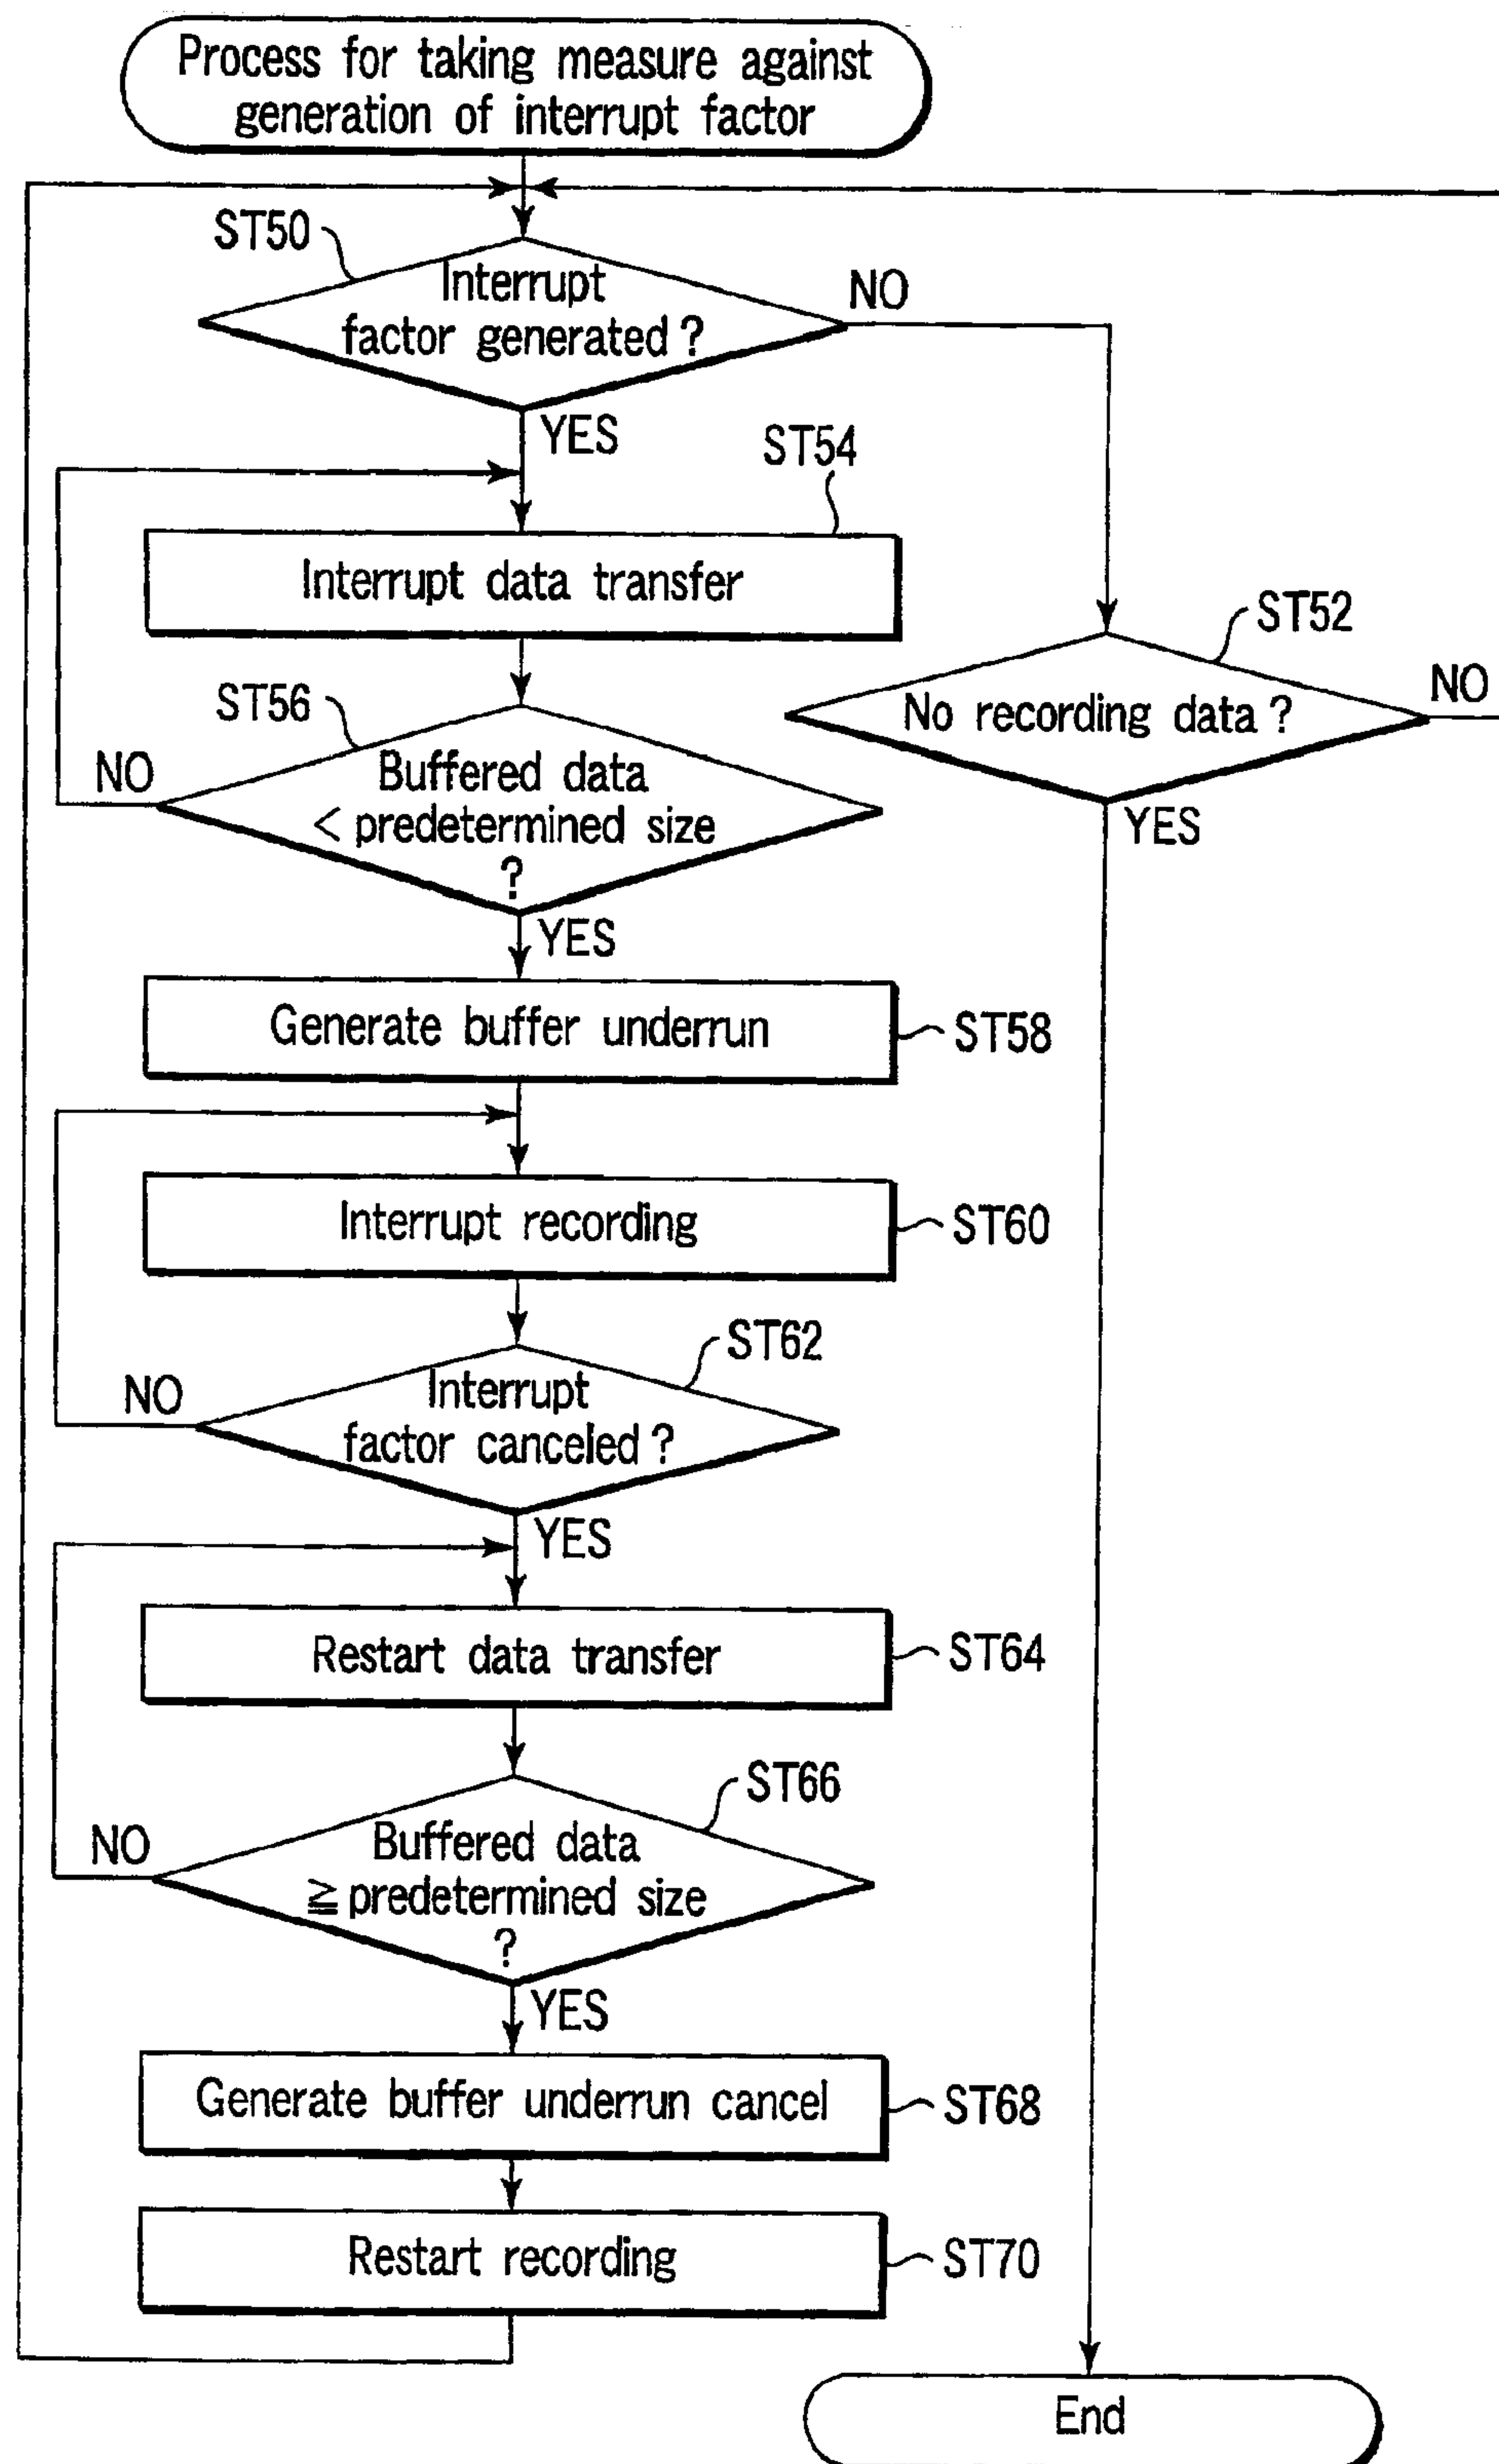 Process for taking measure against
generation of interrupt factor
ST50
Interrupt
factor generated ?
NO
YES
ST54
Interrupt data transfer
ST52
No recording data ?
NO
YES
ST56
Buffered data
< predetermined size
?
NO
YES
Generate buffer underrun
ST58
Interrupt recording
ST60
ST62
Interrupt
factor canceled ?
NO
YES
Restart data transfer
ST64
ST66
Buffered data
≧ predetermined size
?
NO
YES
Generate buffer underrun cancel
ST68
Restart recording
ST70
End